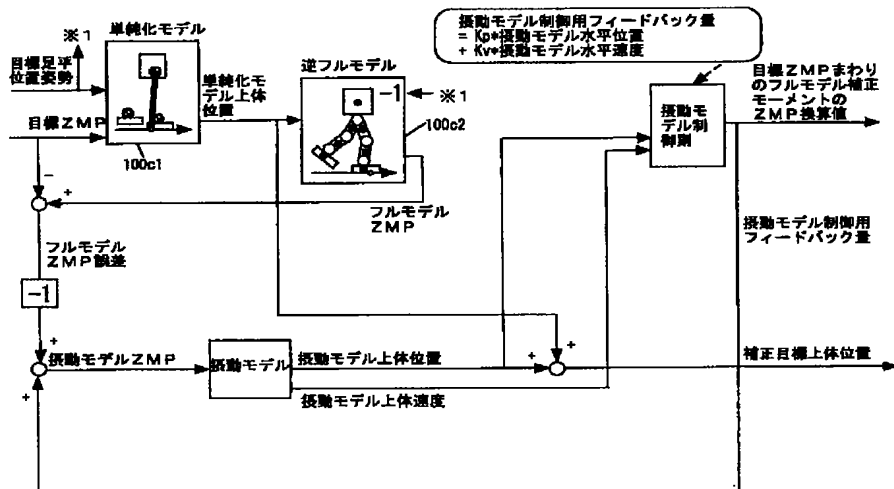 単純化モデル
※1
目標足平
位置姿勢
目標ZMP
100c1
単純化モ
デル上体
位置
逆フルモデル
-1
※1
100c2
フルモデル
ZMP
摂動モデル制御用フィードバック量
= Kp*摂動モデル水平位置
+ Kv*摂動モデル水平速度
摂動モ
デル制
御則
目標ZMPまわり
のフルモデル補正
モーメントの
ZMP換算値
摂動モデル制御用
フィードバック量
−
+
フルモデル
ZMP誤差
-1
+
摂動モデルZMP
+
摂動モデル
摂動モデル上体位置
摂動モデル上体速度
+
+
補正目標上体位置